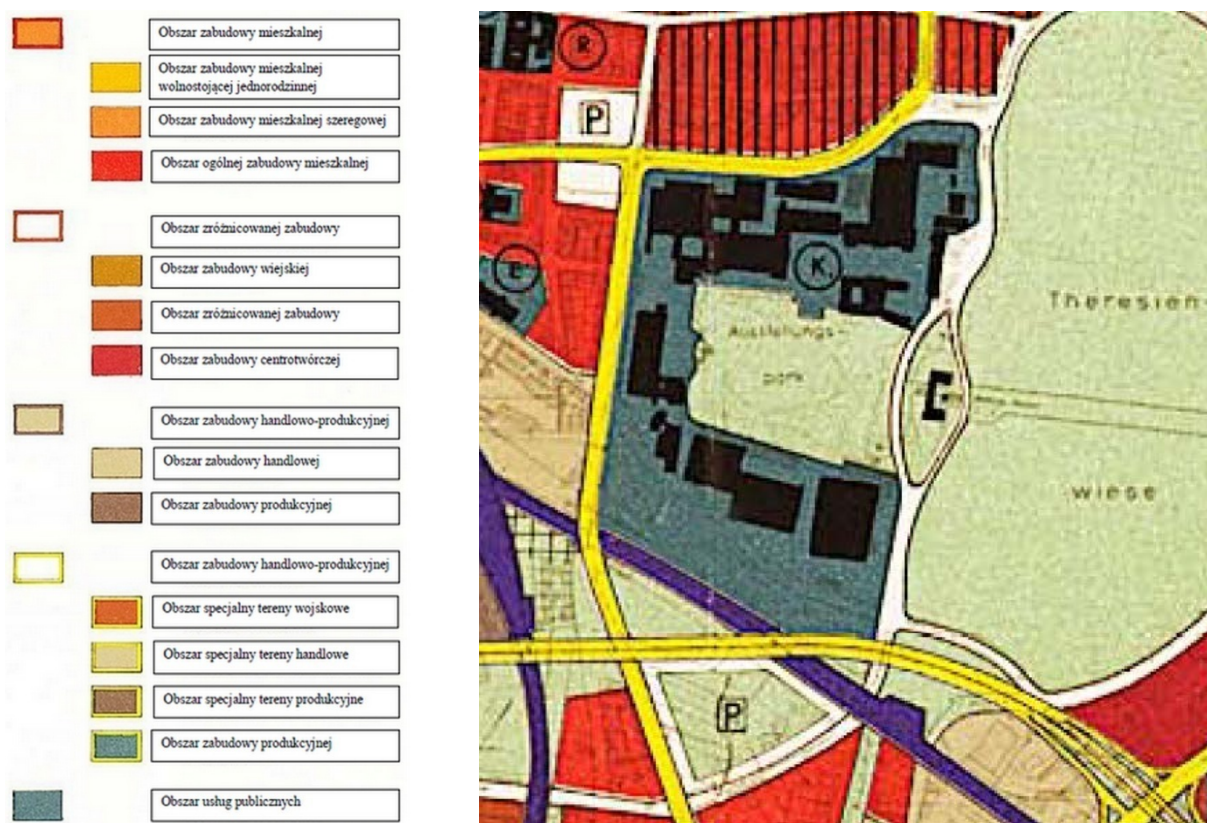 Obszar zabudowy mieszkalnej
Obszar zabudowy mieszkalnej
wolnostojącej jednorodzinnej
Obszar zabudowy mieszkalnej szeregowej
Obszar ogólnej zabudowy mieszkalnej
Obszar zróżnicowanej zabudowy
Obszar zabudowy wiejskiej
Obszar zróżnicowanej zabudowy
Obszar zabudowy centrotwórczej
Obszar zabudowy handlowo-produkcyjnej
Obszar zabudowy handlowej
Obszar zabudowy produkcyjnej
Obszar zabudowy handlowo-produkcyjnej
Obszar specjalny tereny wojskowe
Obszar specjalny tereny handlowe
Obszar specjalny tereny produkcyjne
Obszar zabudowy produkcyjnej
Obszar usług publicznych
R
P
E
K
Theresien-
Ausstellungs-
park
wiese
P